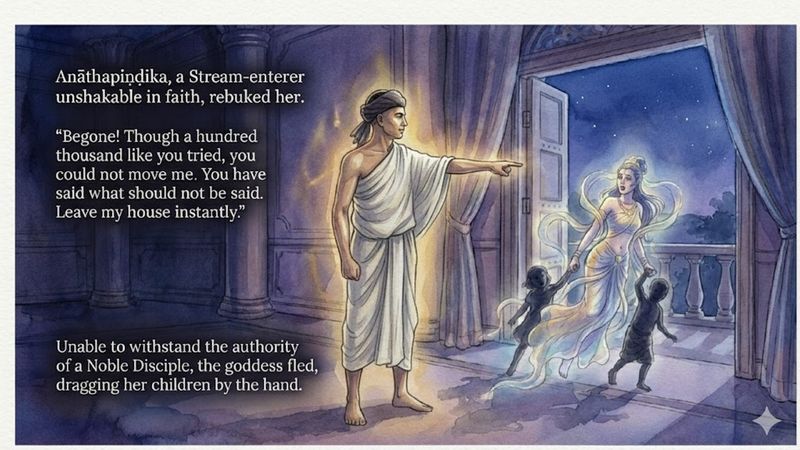 Anāthapiṇḍika, a Stream-enterer
unshakable in faith, rebuked her.
“Begone! Though a hundred
thousand like you tried, you
could not move me. You have
said what should not be said.
Leave my house instantly.”
Unable to withstand the authority
of a Noble Disciple, the goddess fled,
dragging her children by the hand.